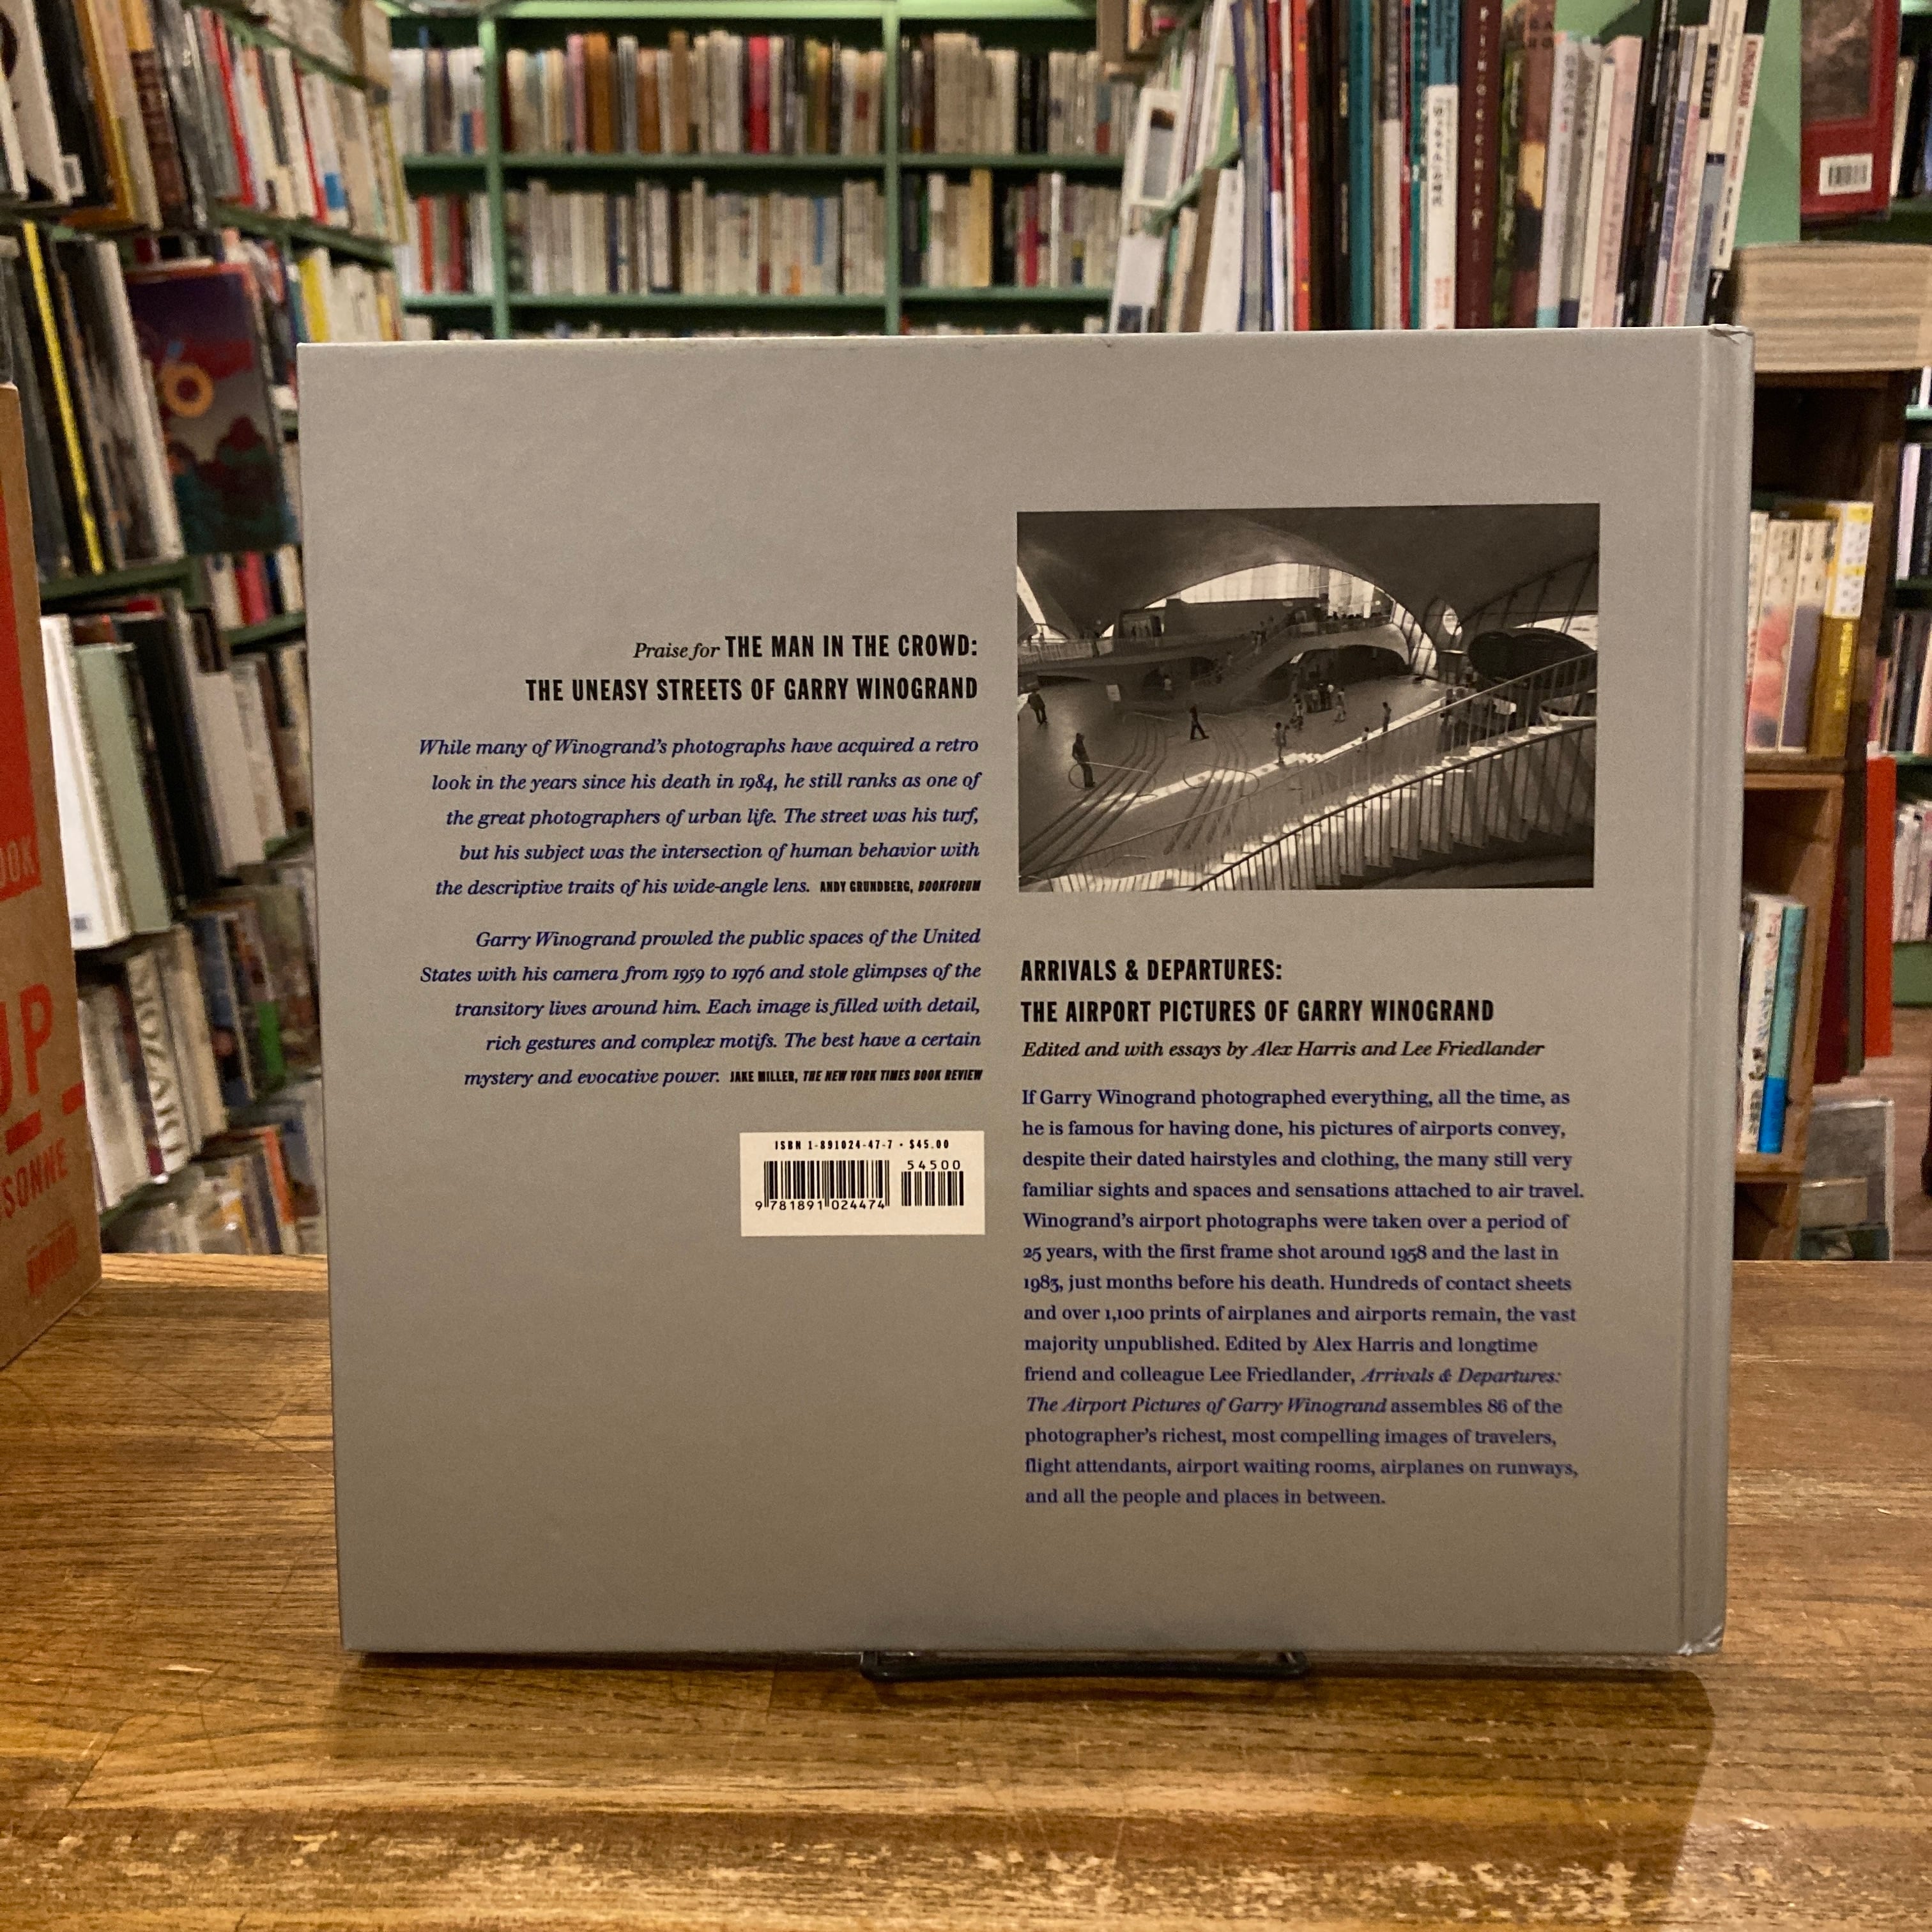 Praise for THE MAN IN THE CROWD:
THE UNEASY STREETS OF GARRY WINOGRAND
While many of Winogrand's photographs have acquired a retro
look in the years since his death in 1984, he still ranks as one of
the great photographers of urban life. The street was his turf,
but his subject was the intersection of human behavior with
the descriptive traits of his wide-angle lens. ANDY GRUNDBERG, BOOKFORUM
Garry Winogrand prowled the public spaces of the United
States with his camera from 1959 to 1976 and stole glimpses of the
transitory lives around him. Each image is filled with detail,
rich gestures and complex motifs. The best have a certain
mystery and evocative power. JAKE MILLER, THE NEW YORK TIMES BOOK REVIEW
ISBN 1-891024-47-7 · $45.00
54500
9 781891 024474
ARRIVALS & DEPARTURES:
THE AIRPORT PICTURES OF GARRY WINOGRAND
Edited and with essays by Alex Harris and Lee Friedlander
If Garry Winogrand photographed everything, all the time, as
he is famous for having done, his pictures of airports convey,
despite their dated hairstyles and clothing, the many still very
familiar sights and spaces and sensations attached to air travel.
Winogrand's airport photographs were taken over a period of
25 years, with the first frame shot around 1958 and the last in
1983, just months before his death. Hundreds of contact sheets
and over 1,100 prints of airplanes and airports remain, the vast
majority unpublished. Edited by Alex Harris and longtime
friend and colleague Lee Friedlander, Arrivals & Departures:
The Airport Pictures of Garry Winogrand assembles 86 of the
photographer's richest, most compelling images of travelers,
flight attendants, airport waiting rooms, airplanes on runways,
and all the people and places in between.